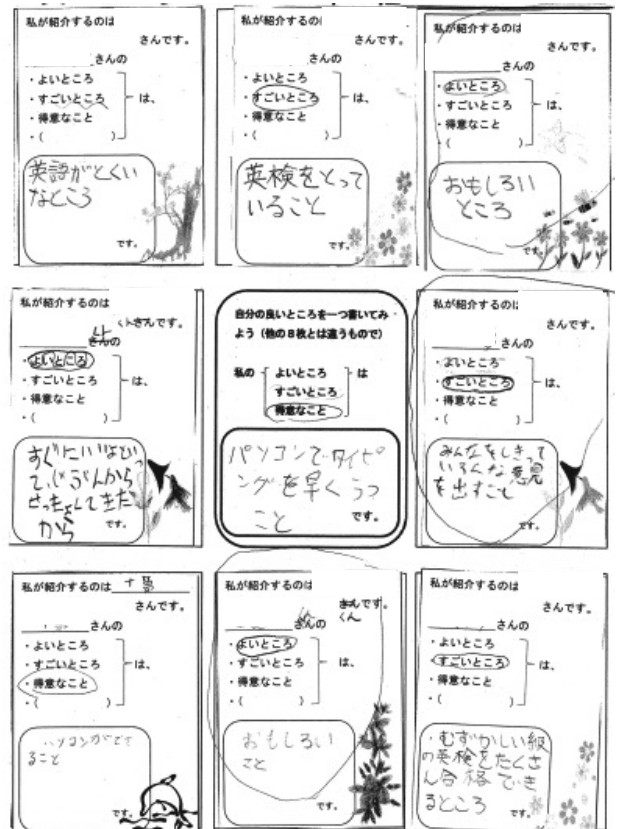 私が紹介するのは
さんです。
さんの
・よいところ
・すごいところ
・得意なこと
・( )
は、
英語がとくい
なところ
です。
私が紹介するのは
さんです。
さんの
・よいところ
・すごいところ
・得意なこと
・( )
は、
英検をとって
いること
です。
私が紹介するのは
さんです。
さんの
・よいところ
・すごいところ
・得意なこと
・( )
は、
おもしろい
ところ
です。
私が紹介するのは
くんさんです。
さんの
・よいところ
・すごいところ
・得意なこと
・( )
は、
てじぶんから
から
です。
自分の良いところを一つ書いてみ
よう(他の8枚とは違うもので)
私の
よいところ
すごいところ
得意なこと
は
パソコンでタイピ
ングを早くうつ
こと
です。
私が紹介するのは
さんの
・よいところ
・すごいところ
・得意なこと
・( )
は、
みんなをしきって
いろんな意見
を出すこと
です。
私が紹介するのは
さんです。
さんの
・よいところ
・すごいところ
・得意なこと
・( )
は、
パソコンができ
ること
です。
私が紹介するのは
さんです。
くん
さんの
・よいところ
・すごいところ
・得意なこと
・( )
は、
おもしろい
こと
です。
私が紹介するのは
さんです。
さんの
・よいところ
・すごいところ
・得意なこと
・( )
は、
・むずかしい級
の英検をたくさ
ん合格でき
るところ
です。